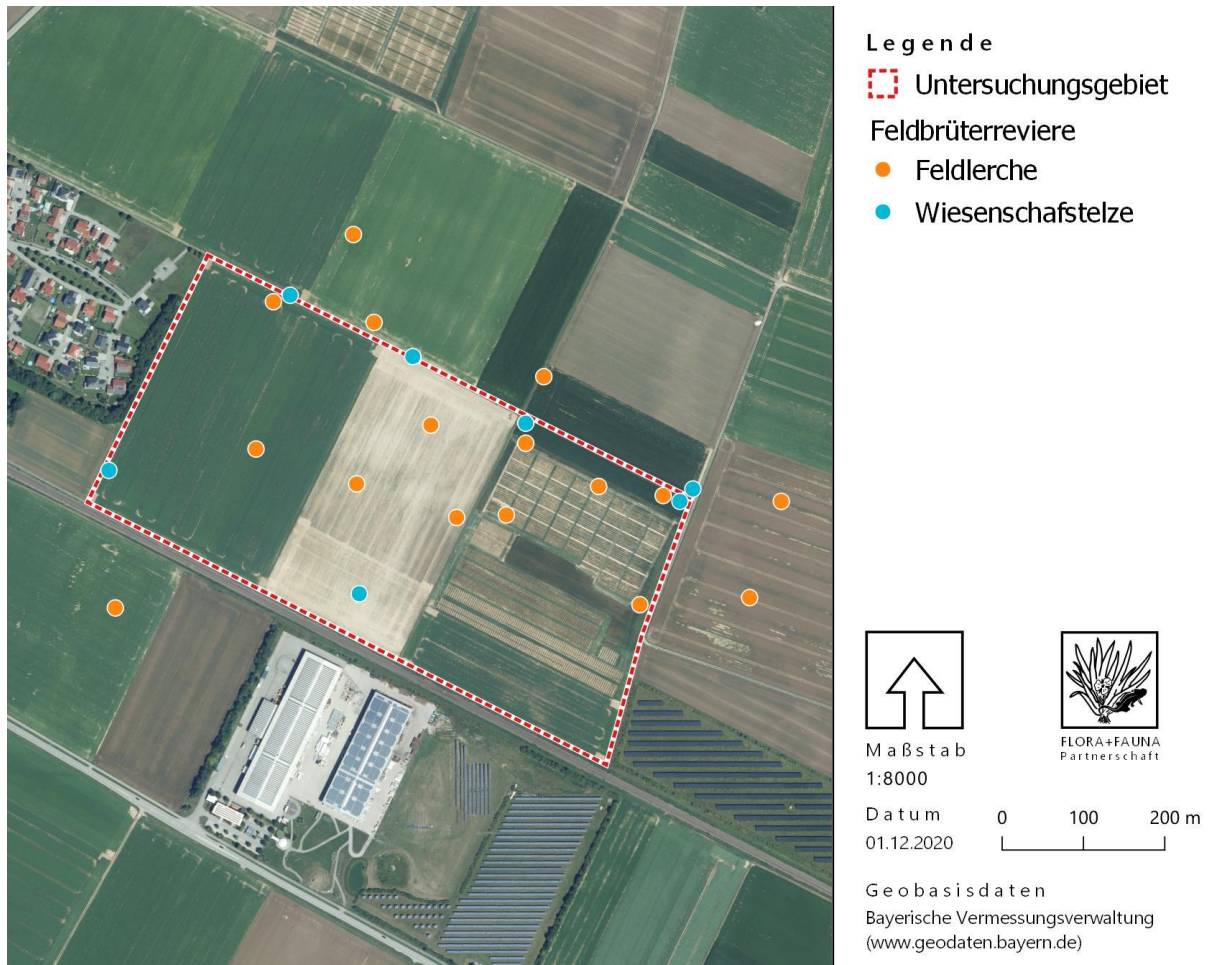 Legende
Untersuchungsgebiet
Feldbrüterreviere
Feldlerche
Wiesenschafstelze
Maßstab
1:8000
FLORA+FAUNA
Partnerschaft
Datum
01.12.2020
0 100 200 m
Geobasisdaten
Bayerische Vermessungsverwaltung
(www.geodaten.bayern.de)